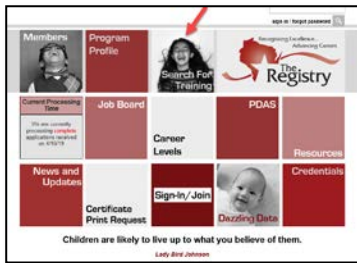 sign in | forgot password
Members
Program
Profile
Search For
Training
Recognizing Excellence...
Advancing Careers
The
Registry
Current Processing
Time
We are currently
processing complete
applications received
on 4/16/19
Job Board
Career
Levels
PDAS
Resources
News and
Updates
Certificate
Print Request
Sign-In/Join
Dazzling Data
Credentials
Children are likely to live up to what you believe of them.
Lady Bird Johnson